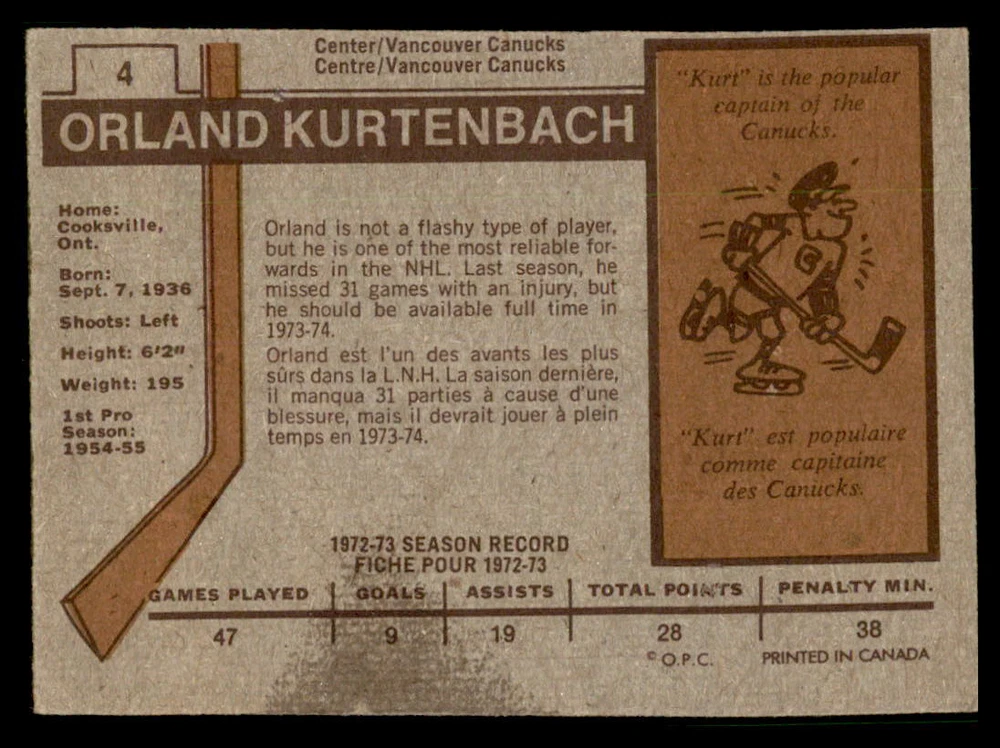 4
Center/Vancouver Canucks
Centre/Vancouver Canucks
ORLAND KURTENBACH
Home:
Cooksville,
Ont.
Born:
Sept. 7, 1936
Shoots: Left
Height: 6'2"
Weight: 195
1st Pro
Season:
1954-55
Orland is not a flashy type of player,
but he is one of the most reliable for-
wards in the NHL. Last season, he
missed 31 games with an injury, but
he should be available full time in
1973-74.
Orland est l'un des avants les plus
sûrs dans la L.N.H. La saison dernière,
il manqua 31 parties à cause d'une
blessure, mais il devrait jouer à plein
temps en 1973-74.
"Kurt" is the popular
captain of the
Canucks.
C
"Kurt" est populaire
comme capitaine
des Canucks.
1972-73 SEASON RECORD
FICHE POUR 1972-73
GAMES PLAYED GOALS ASSISTS TOTAL POINTS PENALTY MIN.
47 9 19 28 38
© O.P.C. PRINTED IN CANADA